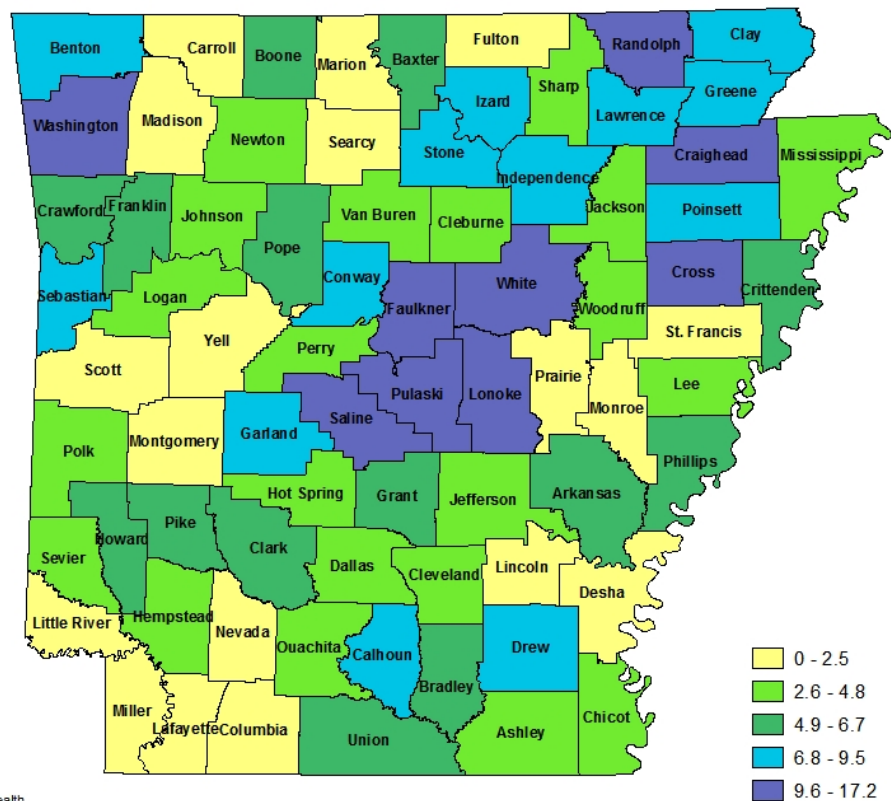 Benton
Carroll
Boone
Marion
Baxter
Fulton
Randolph
Clay
Sharp
Izard
Lawrence
Greene
Washington
Madison
Newton
Searcy
Stone
Independence
Craighead
Mississippi
Crawford
Franklin
Johnson
Pope
Van Buren
Cleburne
Jackson
Poinsett
Sebastian
Logan
Conway
Faulkner
White
Woodruff
Cross
Crittenden
St. Francis
Scott
Yell
Perry
Pulaski
Lonoke
Prairie
Monroe
Lee
Polk
Montgomery
Garland
Saline
Phillips
Hot Spring
Grant
Jefferson
Arkansas
Sevier
Howard
Pike
Clark
Dallas
Cleveland
Lincoln
Desha
Little River
Hempstead
Nevada
Ouachita
Calhoun
Bradley
Drew
Miller
Lafayette
Columbia
Union
Ashley
Chicot
0 - 2.5
2.6 - 4.8
4.9 - 6.7
6.8 - 9.5
9.6 - 17.2